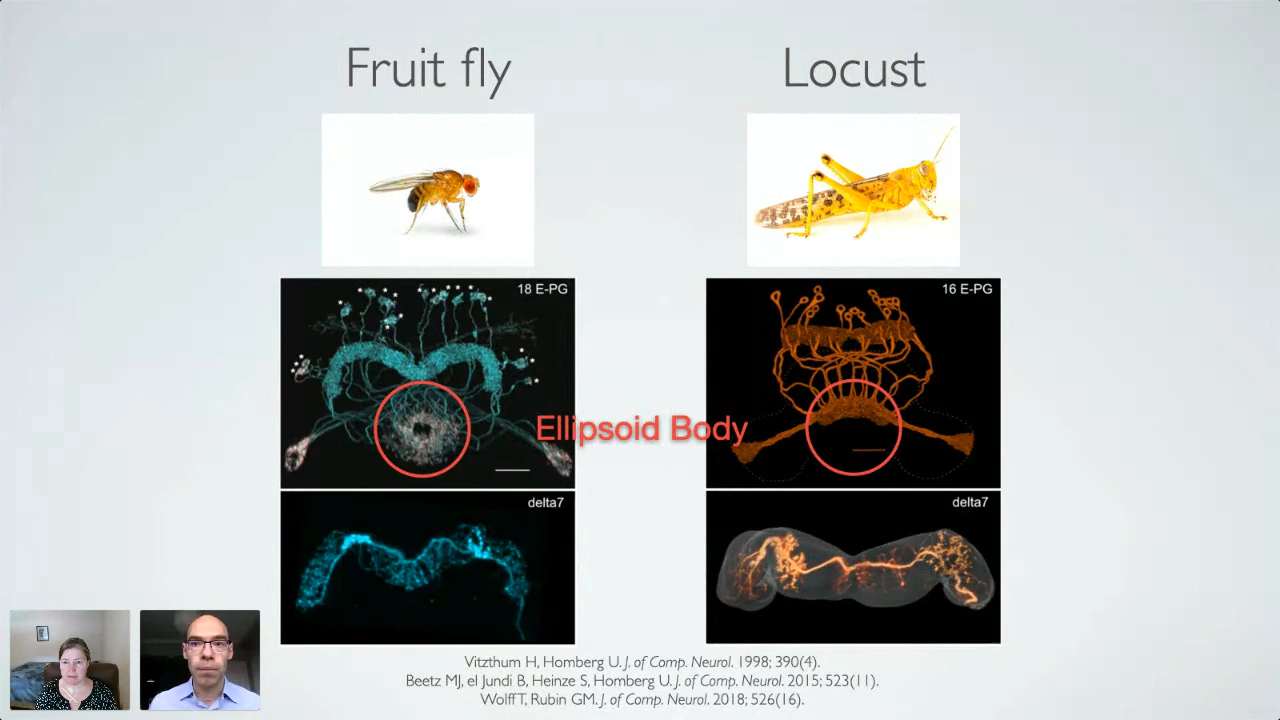 Fruit fly
Locust
18 E-PG
16 E-PG
Ellipsoid Body
delta7
delta7
Vitzthum H, Homberg U. J. of Comp. Neurol. 1998; 390(4).
Beetz MJ, el Jundi B, Heinze S, Homberg U. J. of Comp. Neurol. 2015; 523(11).
Wolff T, Rubin GM. J. of Comp. Neurol. 2018; 526(16).